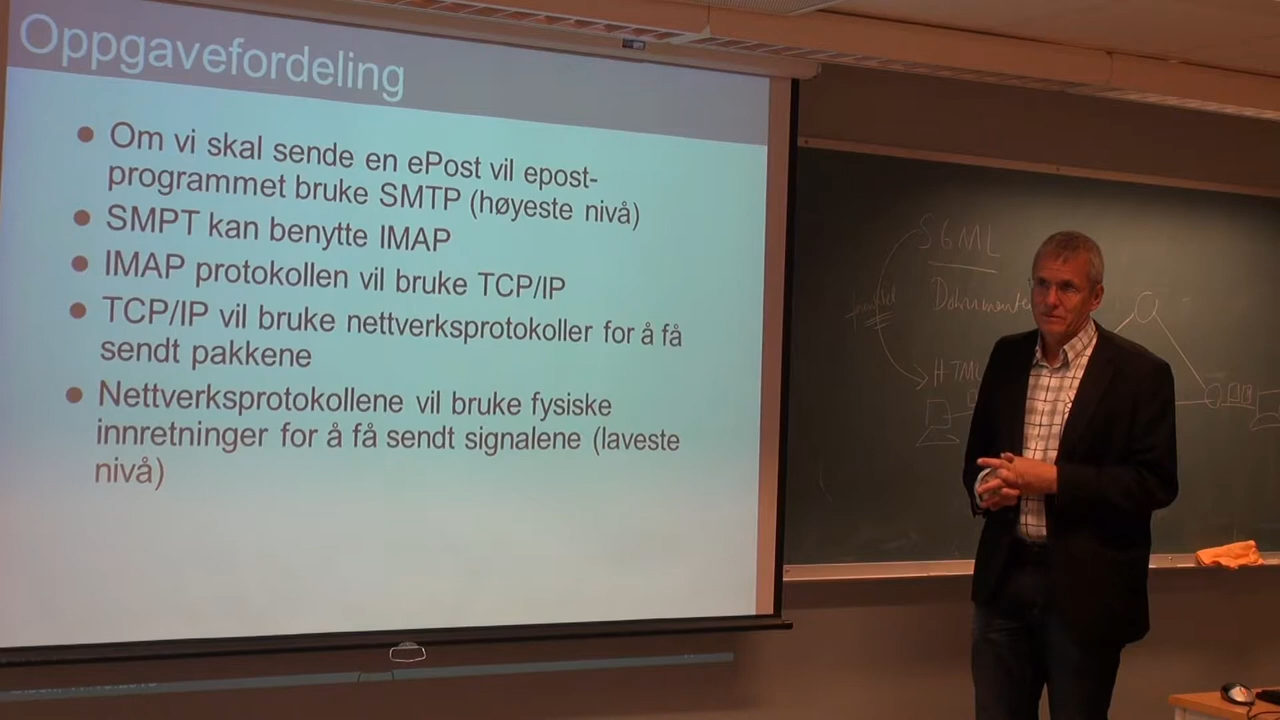 Oppgavefordeling
Om vi skal sende en ePost vil epost-
programmet bruke SMTP (høyeste nivå)
SMPT kan benytte IMAP
IMAP protokollen vil bruke TCP/IP
TCP/IP vil bruke nettverksprotokoller for å få
sendt pakkene
Nettverksprotokollene vil bruke fysiske
innretninger for å få sendt signalene (laveste
nivå)
SGML
Dokumente
HTML